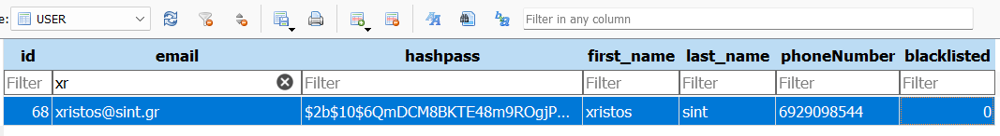 e: USER Filter in any column
id email hashpass first_name last_name phoneNumber blacklisted
Filter xr Filter Filter Filter Filter Filter
68 xristos@sint.gr $2b$10$6QmDCM8BKTE48m9ROgjP... xristos sint 6929098544 0